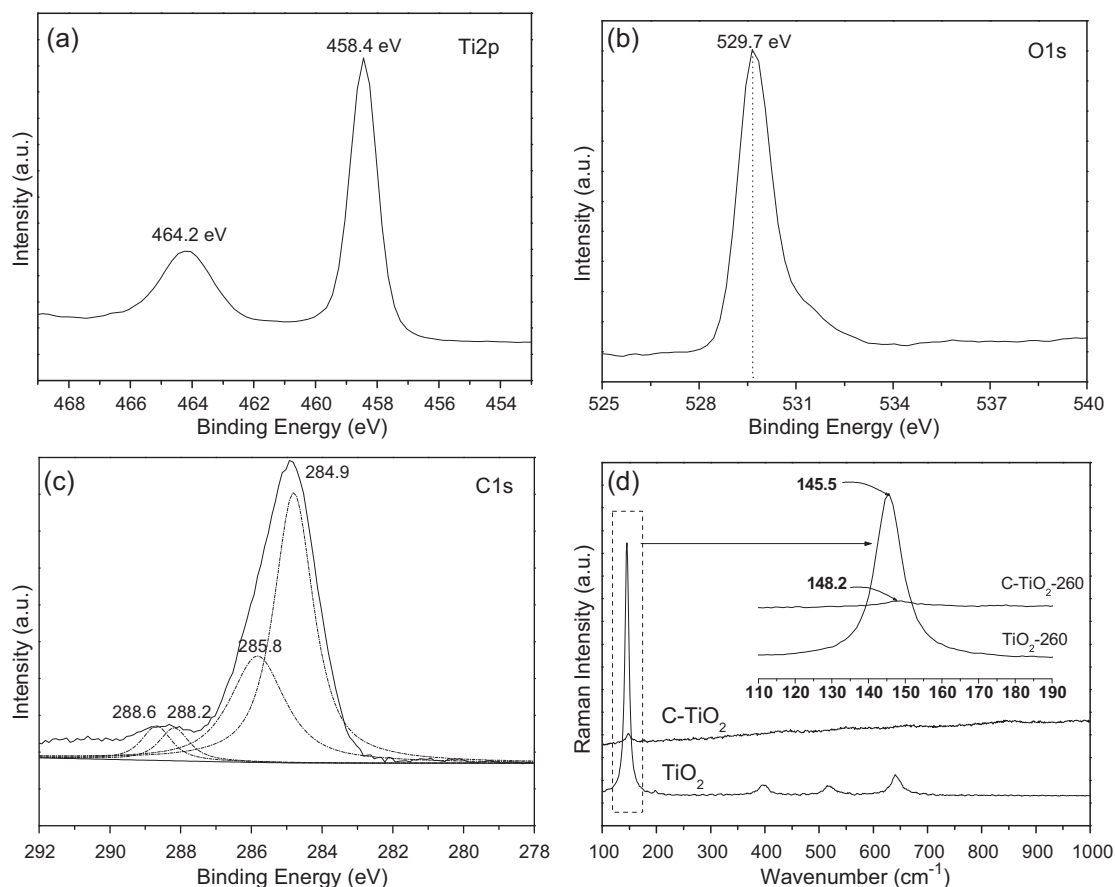 (a)
Ti2p
458.4 eV
464.2 eV
Intensity (a.u.)
468 466 464 462 460 458 456 454
Binding Energy (eV)
(b)
529.7 eV
O1s
Intensity (a.u.)
525 528 531 534 537 540
Binding Energy (eV)
(c)
284.9
C1s
285.8
288.6 288.2
Intensity (a.u.)
292 290 288 286 284 282 280 278
Binding Energy (eV)
(d)
145.5
148.2
C-TiO₂-260
TiO₂-260
110 120 130 140 150 160 170 180 190
C-TiO₂
TiO₂
Raman Intensity (a.u.)
100 200 300 400 500 600 700 800 900 1000
Wavenumber (cm⁻¹)